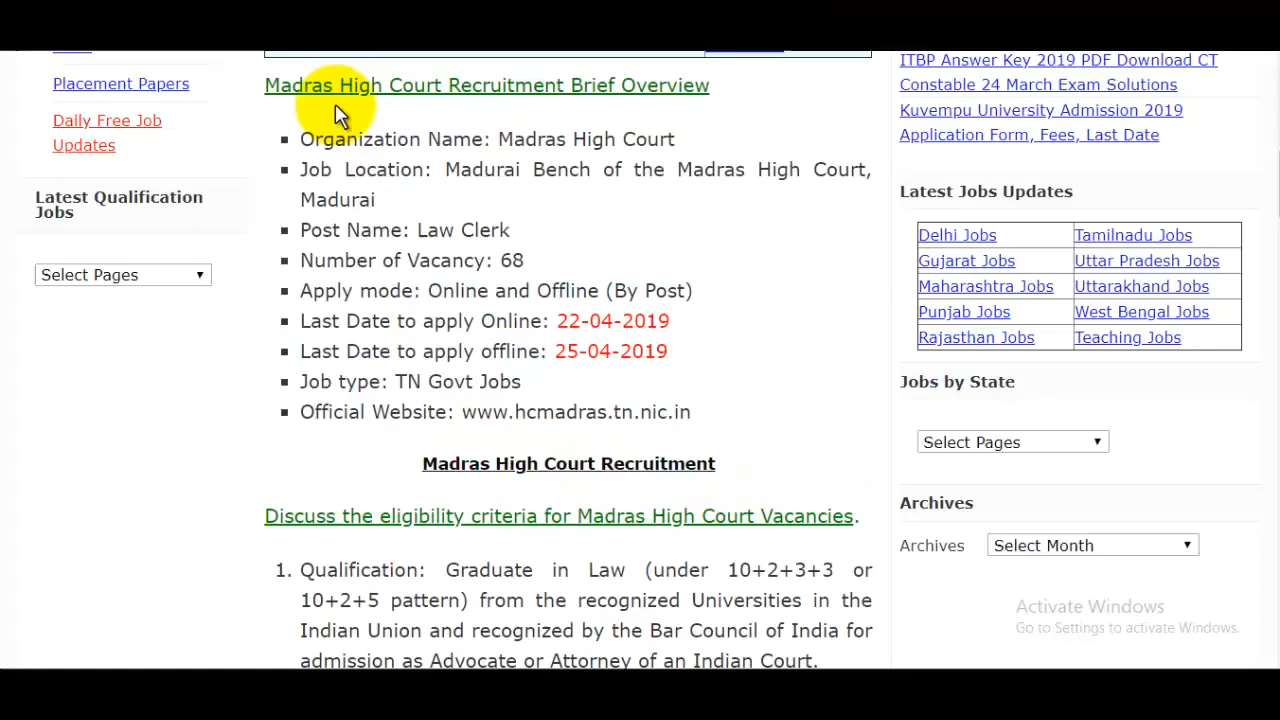 Placement Papers
Daily Free Job
Updates
Latest Qualification
Jobs
Select Pages
Madras High Court Recruitment Brief Overview
Organization Name: Madras High Court
Job Location: Madurai Bench of the Madras High Court,
Madurai
Post Name: Law Clerk
Number of Vacancy: 68
Apply mode: Online and Offline (By Post)
Last Date to apply Online: 22-04-2019
Last Date to apply offline: 25-04-2019
Job type: TN Govt Jobs
Official Website: www.hcmadras.tn.nic.in
Madras High Court Recruitment
Discuss the eligibility criteria for Madras High Court Vacancies.
1. Qualification: Graduate in Law (under 10+2+3+3 or
10+2+5 pattern) from the recognized Universities in the
Indian Union and recognized by the Bar Council of India for
admission as Advocate or Attorney of an Indian Court.
ITBP Answer Key 2019 PDF Download CT
Constable 24 March Exam Solutions
Kuvempu University Admission 2019
Application Form, Fees, Last Date
Latest Jobs Updates
Delhi Jobs Tamilnadu Jobs
Gujarat Jobs Uttar Pradesh Jobs
Maharashtra Jobs Uttarakhand Jobs
Punjab Jobs West Bengal Jobs
Rajasthan Jobs Teaching Jobs
Jobs by State
Select Pages
Archives
Archives Select Month
Activate Windows
Go to Settings to activate Windows.